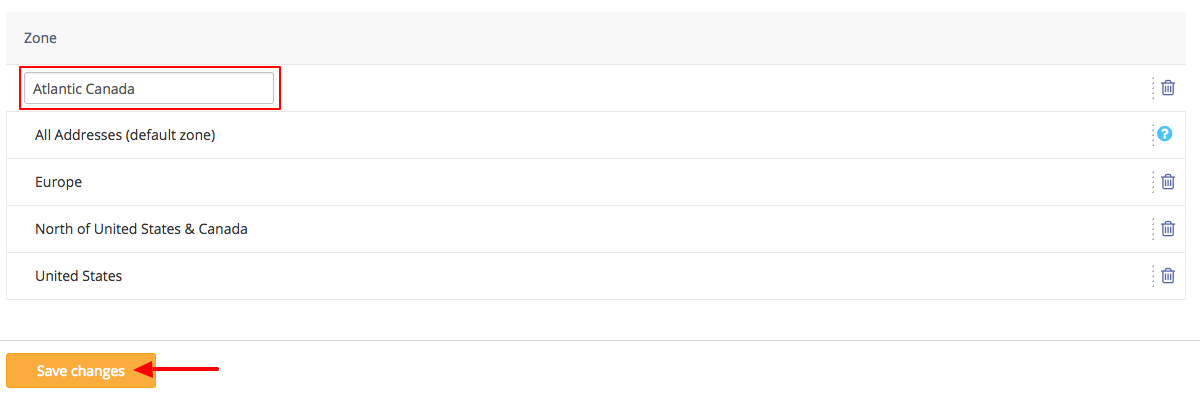 Zone
Atlantic Canada
All Addresses (default zone)
?
Europe
North of United States & Canada
United States
Save changes